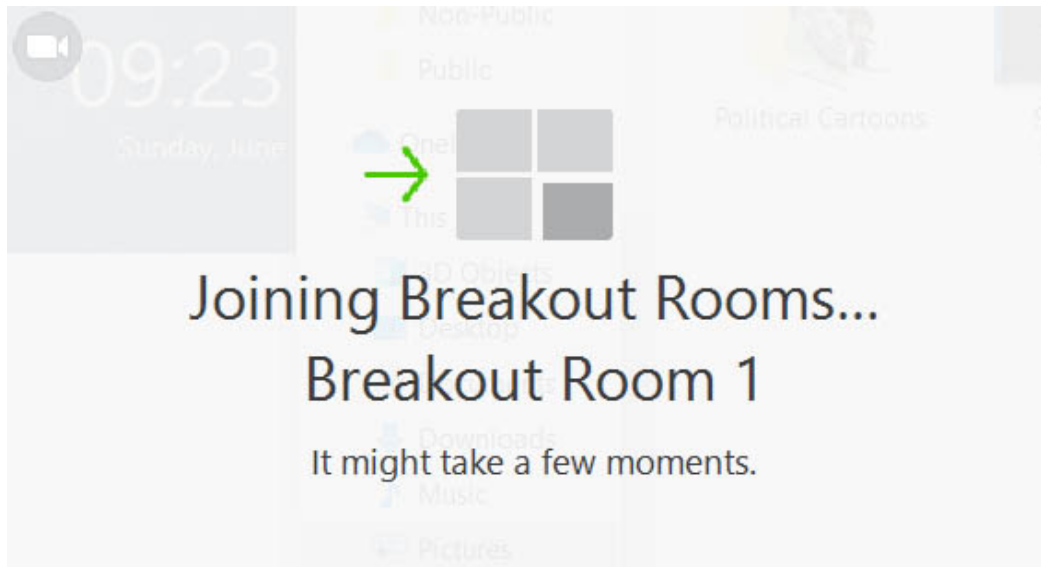 Non-Public
09:23
Public
Political Cartoons
Sunday, June
This
3D Objects
Joining Breakout Rooms...
Desktop
Breakout Room 1
Downloads
It might take a few moments.
Music
Pictures